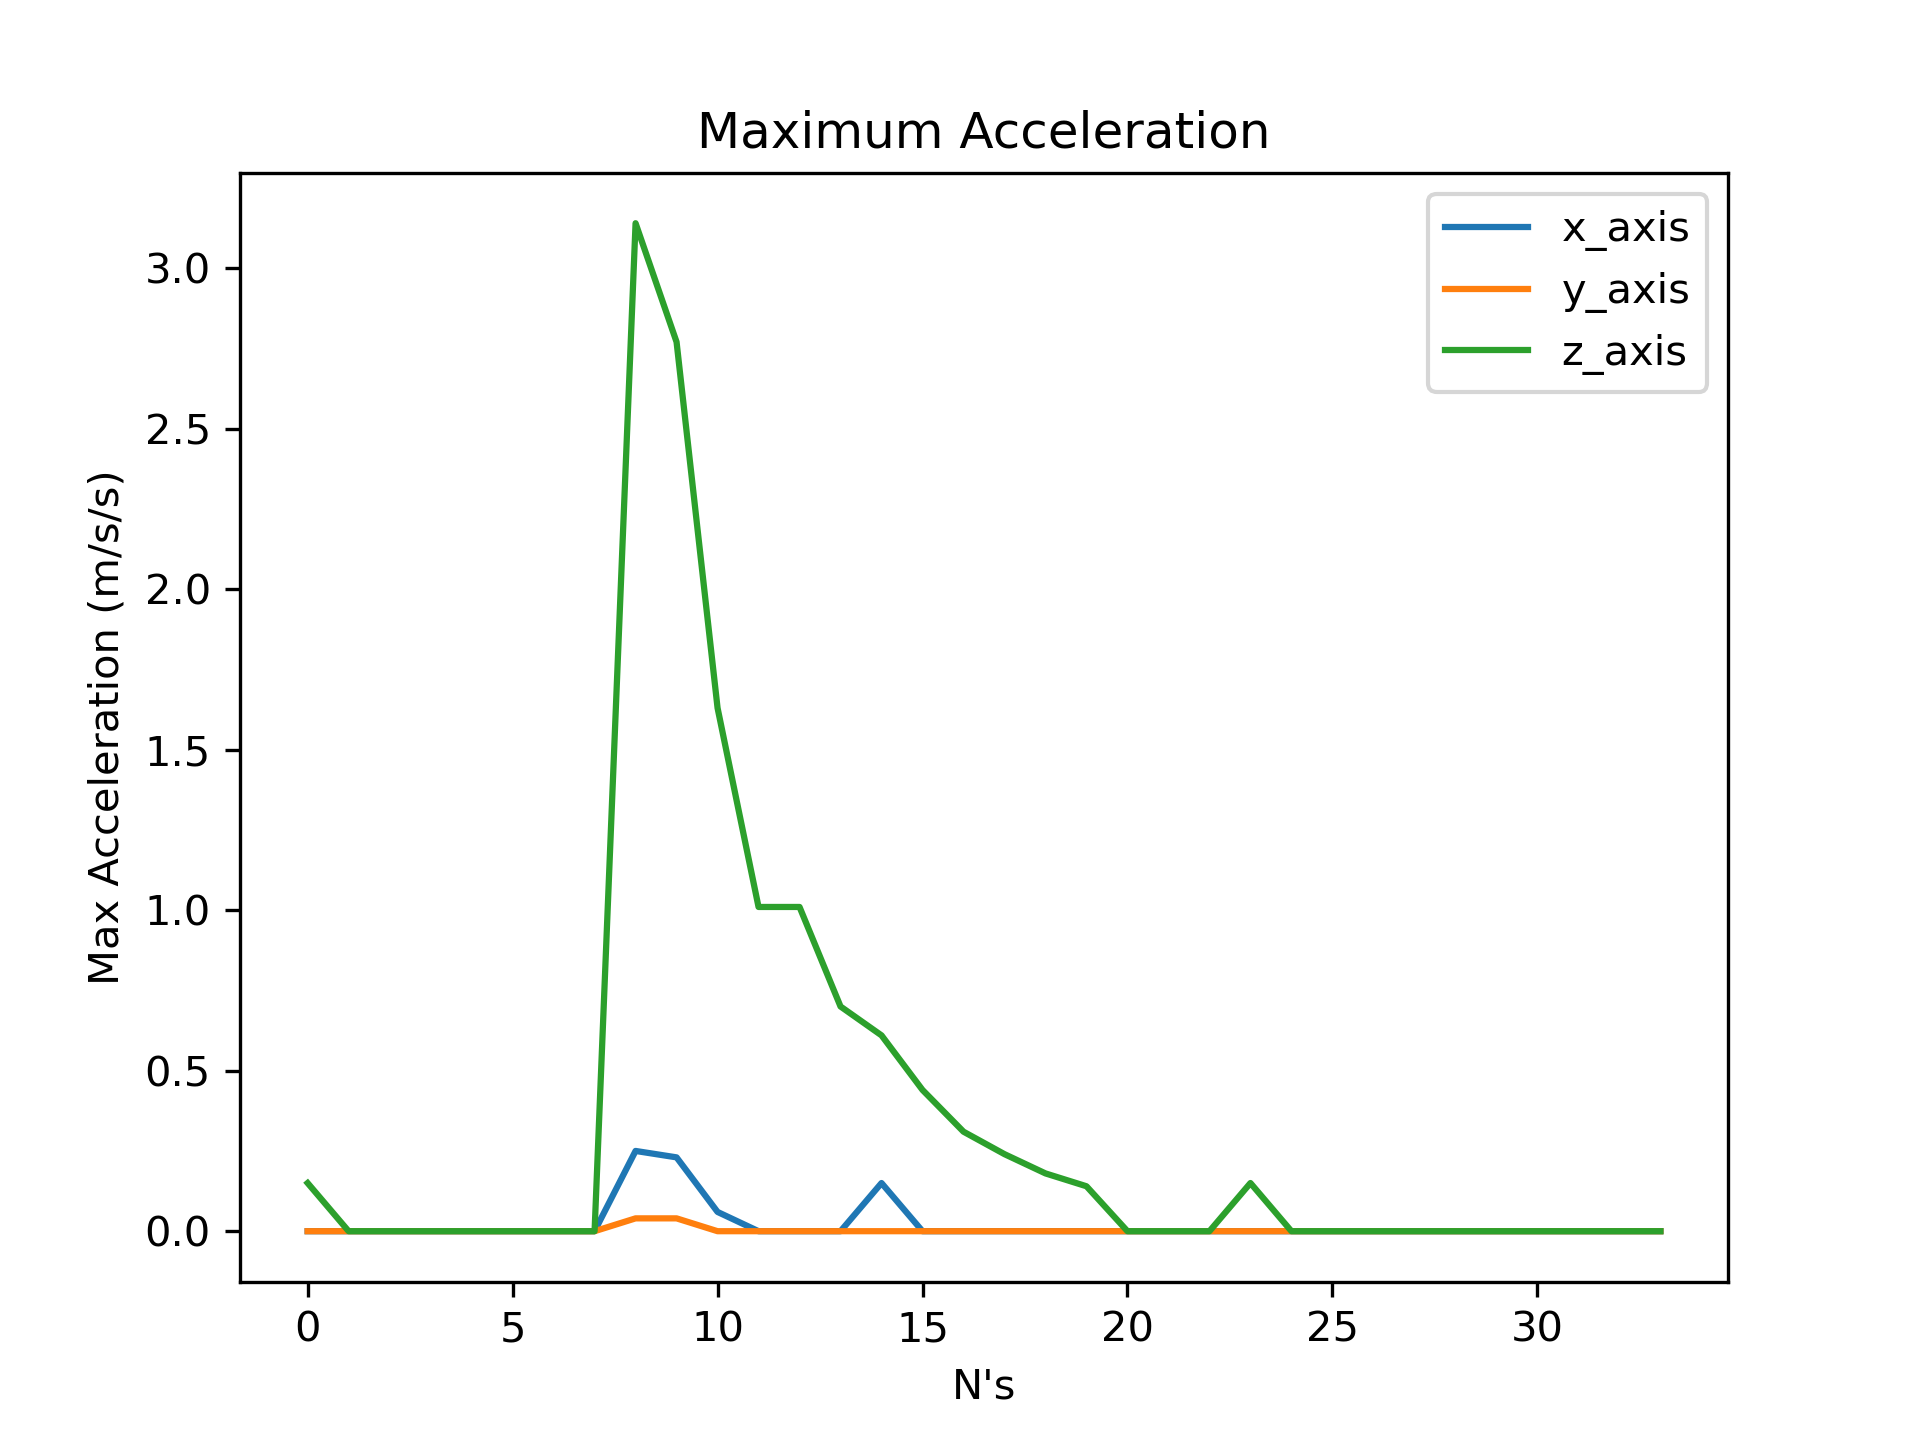 Maximum Acceleration
x_axis
y_axis
z_axis
Max Acceleration (m/s/s)
3.0
2.5
2.0
1.5
1.0
0.5
0.0
0 5 10 15 20 25 30
N's